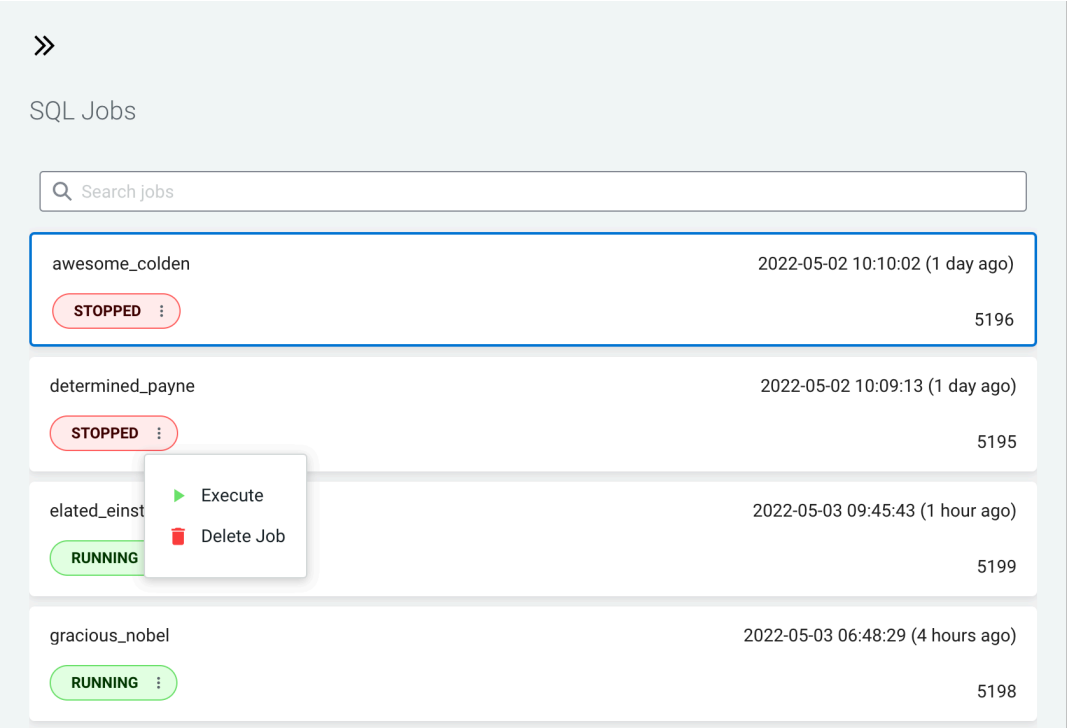 SQL Jobs
Search jobs
awesome_colden 2022-05-02 10:10:02 (1 day ago)
STOPPED
5196
determined_payne 2022-05-02 10:09:13 (1 day ago)
STOPPED
5195
Execute
elated_einst 2022-05-03 09:45:43 (1 hour ago)
Delete Job
RUNNING
5199
gracious_nobel 2022-05-03 06:48:29 (4 hours ago)
RUNNING
5198